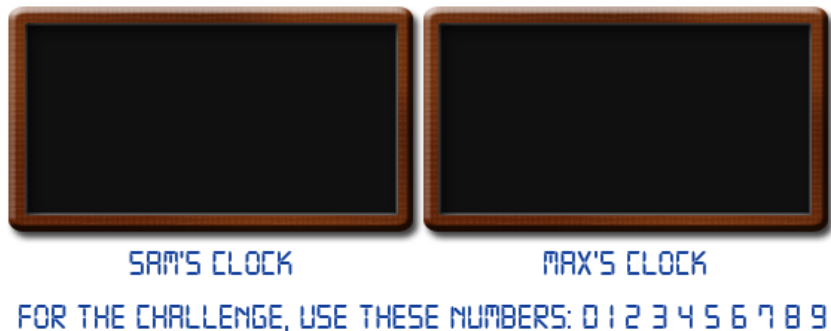 SAM'S CLOCK
MAX'S CLOCK
FOR THE CHALLENGE, USE THESE NUMBERS: 0 1 2 3 4 5 6 7 8 9